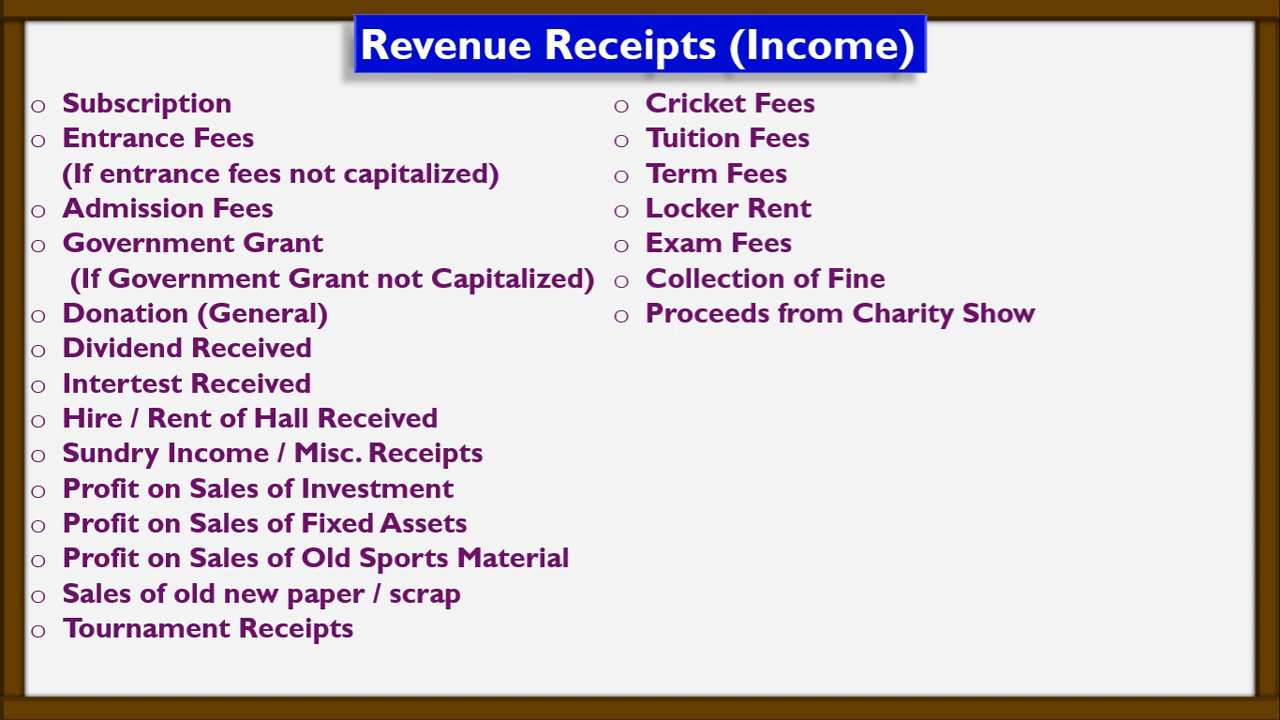 Revenue Receipts (Income)
o Subscription
o Entrance Fees
(If entrance fees not capitalized)
o Admission Fees
o Government Grant
(If Government Grant not Capitalized)
o Donation (General)
o Dividend Received
o Intertest Received
o Hire / Rent of Hall Received
o Sundry Income / Misc. Receipts
o Profit on Sales of Investment
o Profit on Sales of Fixed Assets
o Profit on Sales of Old Sports Material
o Sales of old new paper / scrap
o Tournament Receipts
o Cricket Fees
o Tuition Fees
o Term Fees
o Locker Rent
o Exam Fees
o Collection of Fine
o Proceeds from Charity Show